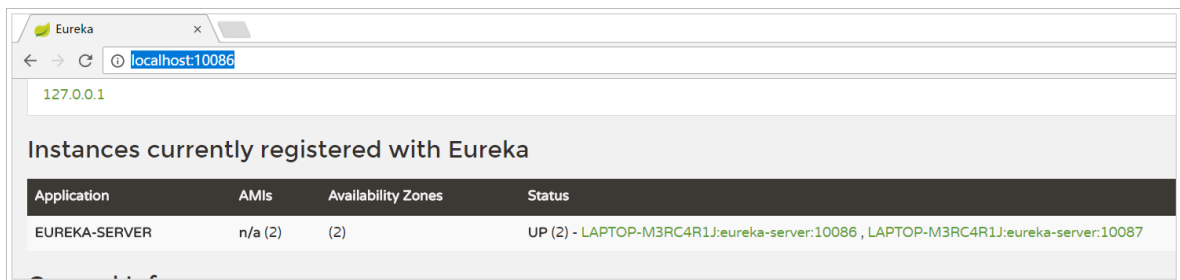 Eureka
localhost:10086
127.0.0.1
Instances currently registered with Eureka
Application AMIs Availability Zones Status
EUREKA-SERVER n/a (2) (2) UP (2) - LAPTOP-M3RC4R1J:eureka-server:10086 , LAPTOP-M3RC4R1J:eureka-server:10087